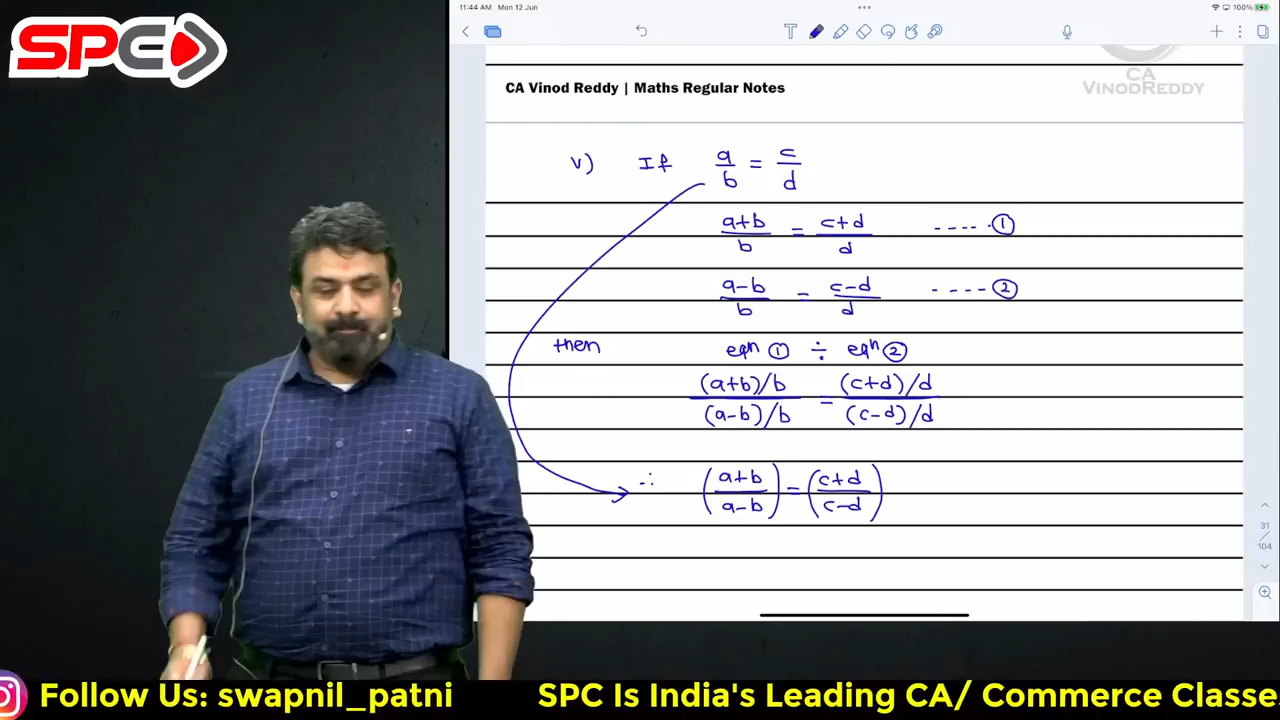 11:44 AM Mon 12 Jun
100%
SPC
CA
VINODREDDY
CA Vinod Reddy | Maths Regular Notes
v) If a/b = c/d
(a+b)/b = (c+d)/d ----- ①
(a-b)/b = (c-d)/d ----- ②
then eqn ① ÷ eqn ②
(a+b)/b / (a-b)/b = (c+d)/d / (c-d)/d
∴ ((a+b)/(a-b)) = ((c+d)/(c-d))
31
/
104
Follow Us: swapnil_patni SPC Is India's Leading CA/ Commerce Classe